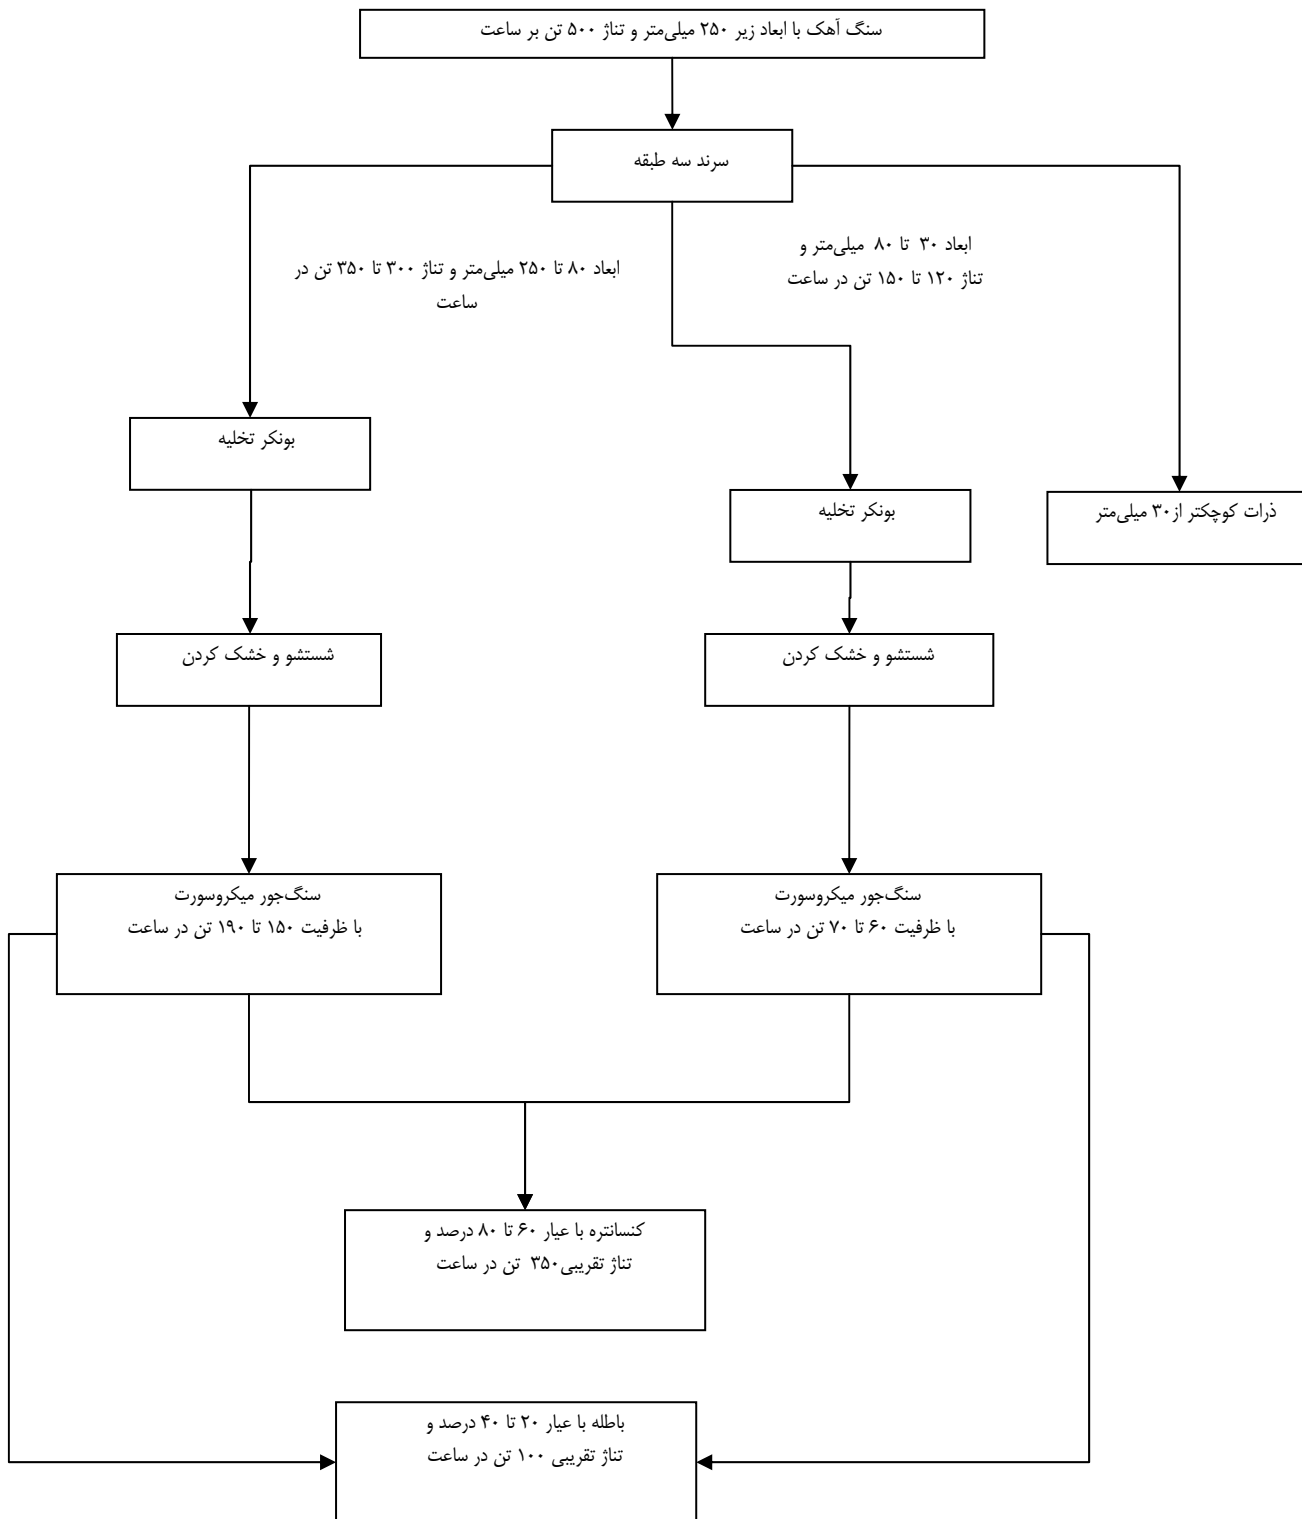 سنگ آهک با ابعاد زیر ۲۵۰ میلی‌متر و تناژ ۵۰۰ تن بر ساعت
سرند سه طبقه
ابعاد ۳۰ تا ۸۰ میلی‌متر و
تناژ ۱۲۰ تا ۱۵۰ تن در ساعت
ابعاد ۸۰ تا ۲۵۰ میلی‌متر و تناژ ۳۰۰ تا ۳۵۰ تن در
ساعت
بونکر تخلیه
بونکر تخلیه
ذرات کوچکتر از۳۰ میلی‌متر
شستشو و خشک کردن
شستشو و خشک کردن
سنگ‌جور میکروسورت
با ظرفیت ۶۰ تا ۷۰ تن در ساعت
سنگ‌جور میکروسورت
با ظرفیت ۱۵۰ تا ۱۹۰ تن در ساعت
کنسانتره با عیار ۶۰ تا ۸۰ درصد و
تناژ تقریبی۳۵۰ تن در ساعت
باطله با عیار ۲۰ تا ۴۰ درصد و
تناژ تقریبی ۱۰۰ تن در ساعت